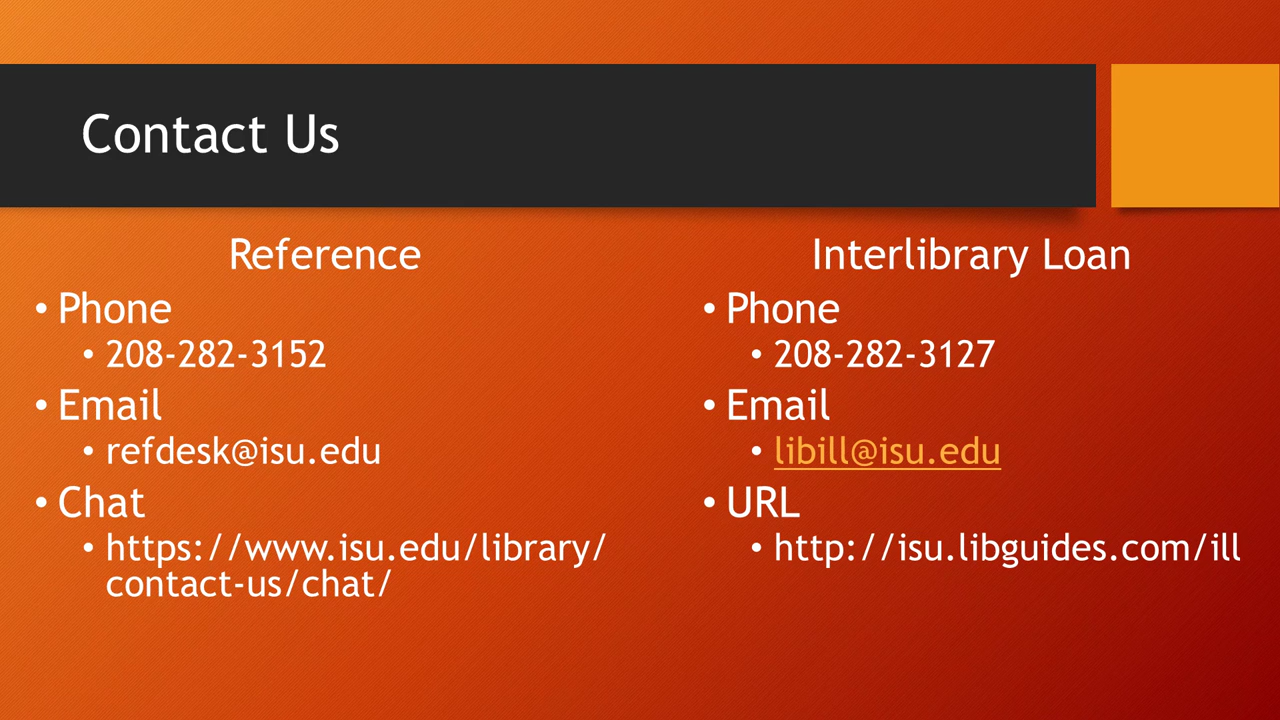 Contact Us
Reference
• Phone
• 208-282-3152
• Email
• refdesk@isu.edu
• Chat
• https://www.isu.edu/library/
contact-us/chat/
Interlibrary Loan
• Phone
• 208-282-3127
• Email
• libill@isu.edu
• URL
• http://isu.libguides.com/ill